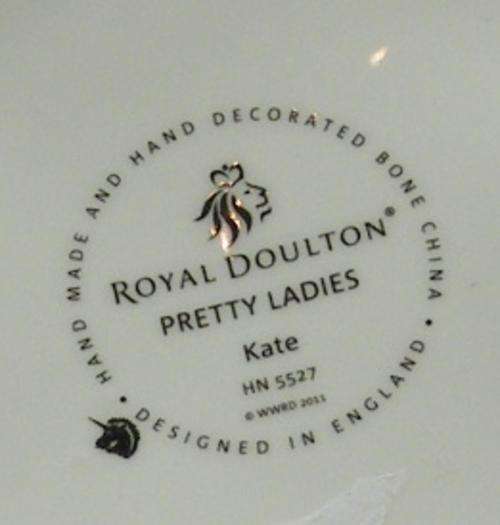 HAND MADE AND HAND DECORATED BONE CHINA
ROYAL DOULTON®
PRETTY LADIES
Kate
HN 5527
© WWRD 2011
• DESIGNED IN ENGLAND •